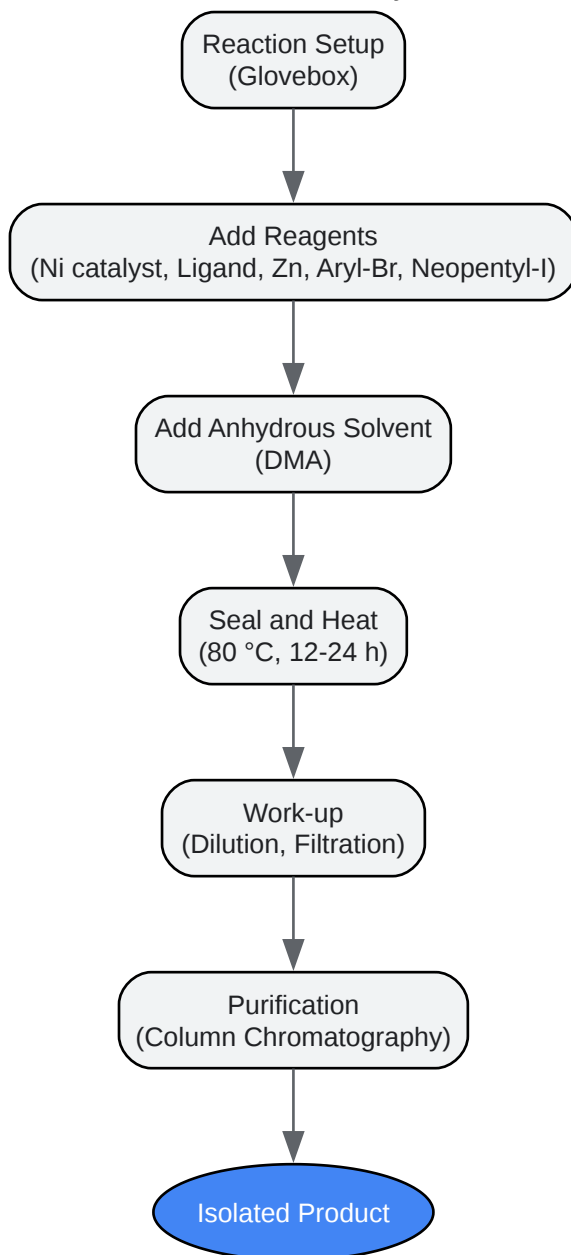 Reaction Setup
(Glovebox)
Add Reagents
(Ni catalyst, Ligand, Zn, Aryl-Br, Neopentyl-I)
Add Anhydrous Solvent
(DMA)
Seal and Heat
(80 °C, 12-24 h)
Work-up
(Dilution, Filtration)
Purification
(Column Chromatography)
Isolated Product